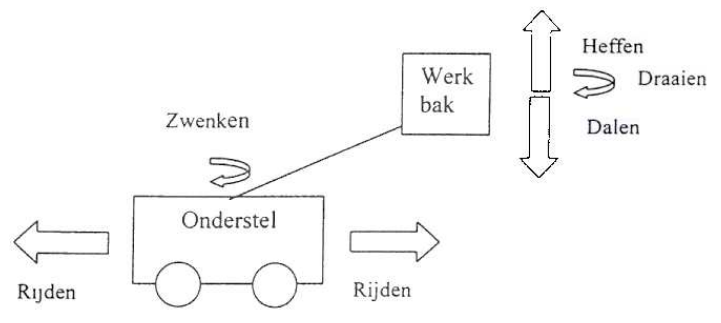 Heffen
Werk
bak
Draaien
Zwenken
Dalen
Onderstel
Rijden
Rijden